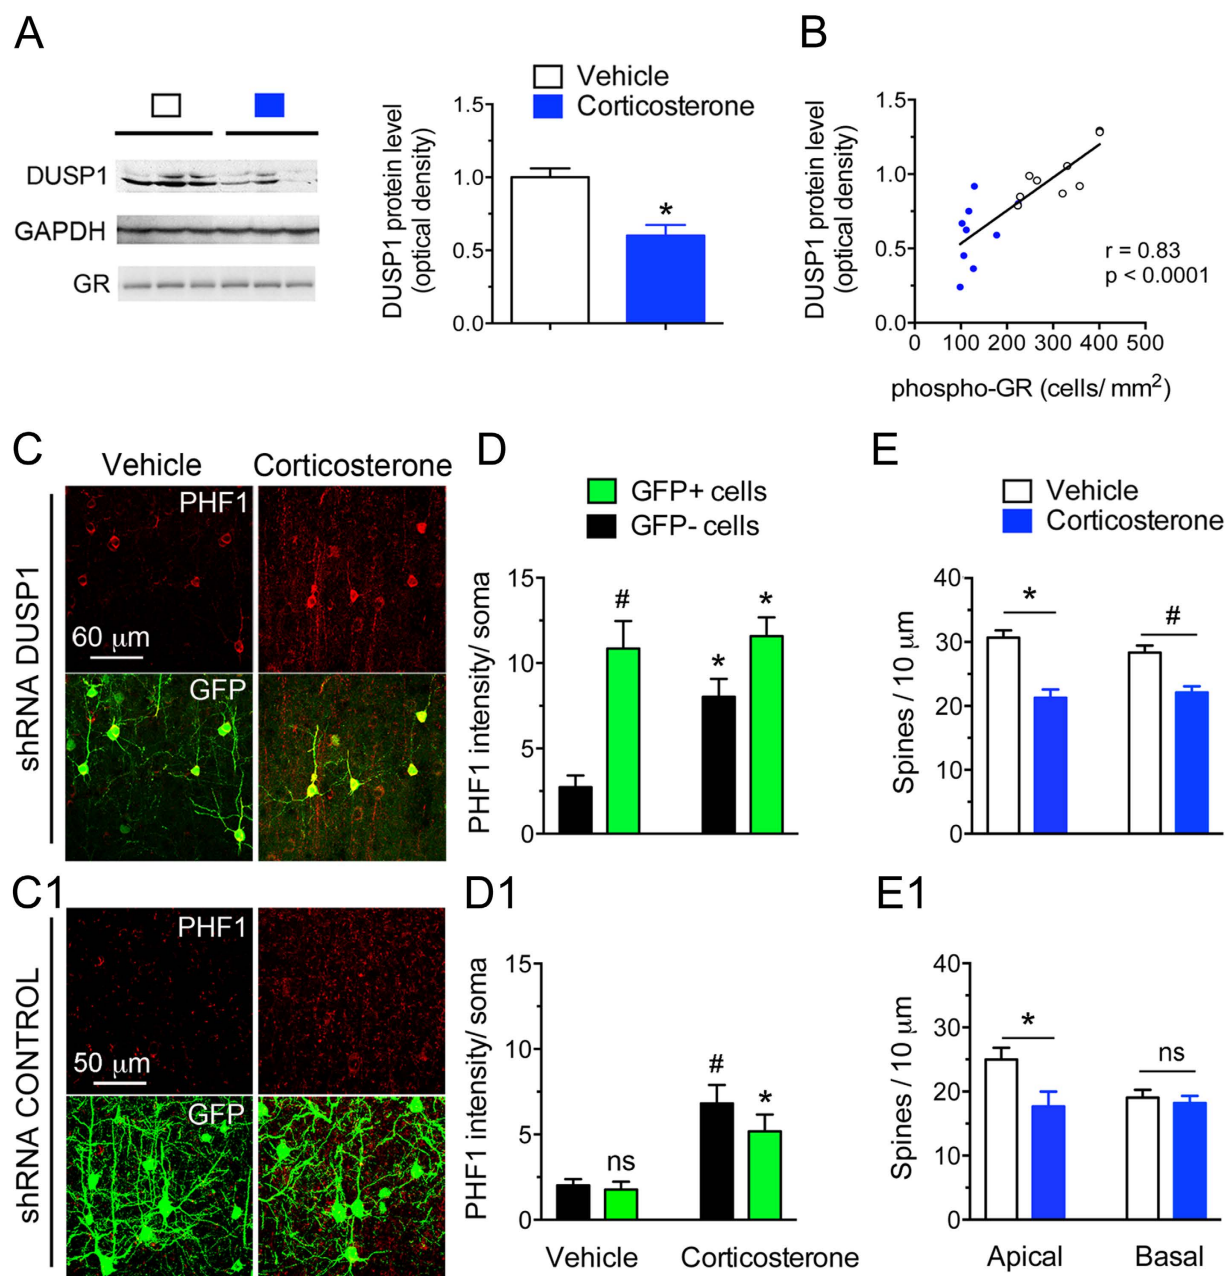 A
Vehicle
Corticosterone
DUSP1
GAPDH
GR
DUSP1 protein level
(optical density)
1.5
1.0
0.5
0.0
*
B
DUSP1 protein level
(optical density)
1.5
1.0
0.5
0.0
0 100 200 300 400 500
phospho-GR (cells/ mm²)
r = 0.83
p < 0.0001
C
Vehicle
Corticosterone
shRNA DUSP1
PHF1
60 µm
GFP
D
GFP+ cells
GFP- cells
PHF1 intensity/ soma
15
10
5
0
#
*
*
E
Vehicle
Corticosterone
Spines / 10 µm
40
30
20
10
0
*
#
C1
shRNA CONTROL
PHF1
50 µm
GFP
D1
PHF1 intensity/ soma
15
10
5
0
ns
#
*
Vehicle
Corticosterone
E1
Spines / 10 µm
40
30
20
10
0
*
ns
Apical
Basal